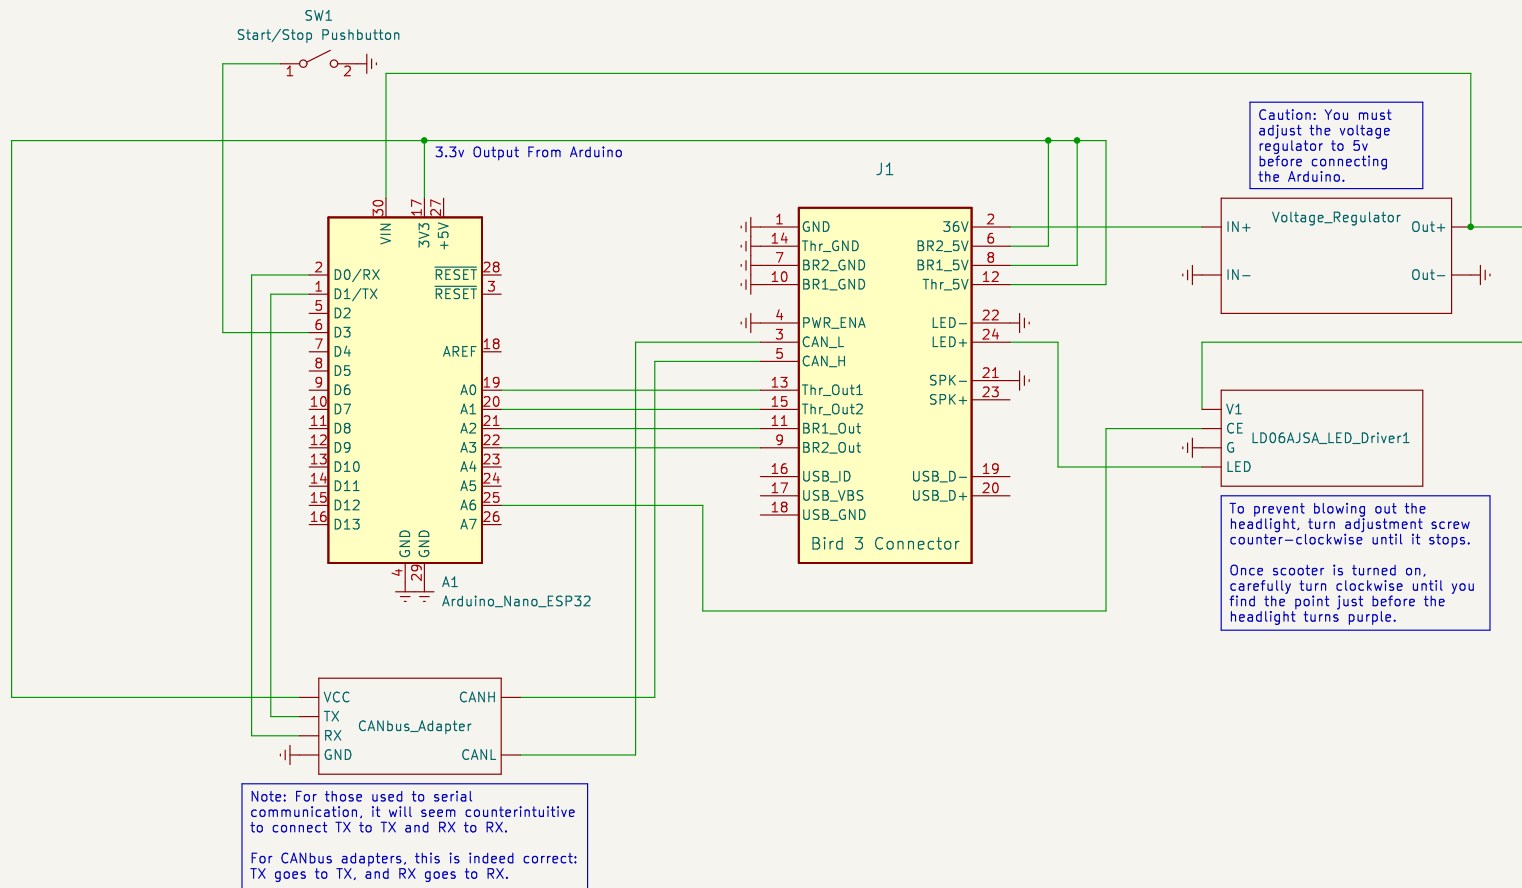 SW1
Start/Stop Pushbutton
1
2
3.3v Output From Arduino
Caution: You must
adjust the voltage
regulator to 5v
before connecting
the Arduino.
30
17
27
VIN
3V3
+5V
2
D0/RX
1
D1/TX
5
D2
6
D3
7
D4
8
D5
9
D6
10
D7
11
D8
12
D9
13
D10
14
D11
15
D12
16
D13
RESET
28
RESET
3
AREF
18
A0
19
A1
20
A2
21
A3
22
A4
23
A5
24
A6
25
A7
26
GND
GND
4
29
A1
Arduino_Nano_ESP32
J1
1
GND
14
Thr_GND
7
BR2_GND
10
BR1_GND
4
PWR_ENA
3
CAN_L
5
CAN_H
13
Thr_Out1
15
Thr_Out2
11
BR1_Out
9
BR2_Out
16
USB_ID
17
USB_VBS
18
USB_GND
36V
2
BR2_5V
6
BR1_5V
8
Thr_5V
12
LED-
22
LED+
24
SPK-
21
SPK+
23
USB_D-
19
USB_D+
20
Bird 3 Connector
Voltage_Regulator
IN+
Out+
IN-
Out-
V1
CE
LD06AJSA_LED_Driver1
G
LED
To prevent blowing out the
headlight, turn adjustment screw
counter-clockwise until it stops.
Once scooter is turned on,
carefully turn clockwise until you
find the point just before the
headlight turns purple.
VCC
CANH
TX
CANbus_Adapter
RX
GND
CANL
Note: For those used to serial
communication, it will seem counterintuitive
to connect TX to TX and RX to RX.
For CANbus adapters, this is indeed correct:
TX goes to TX, and RX goes to RX.